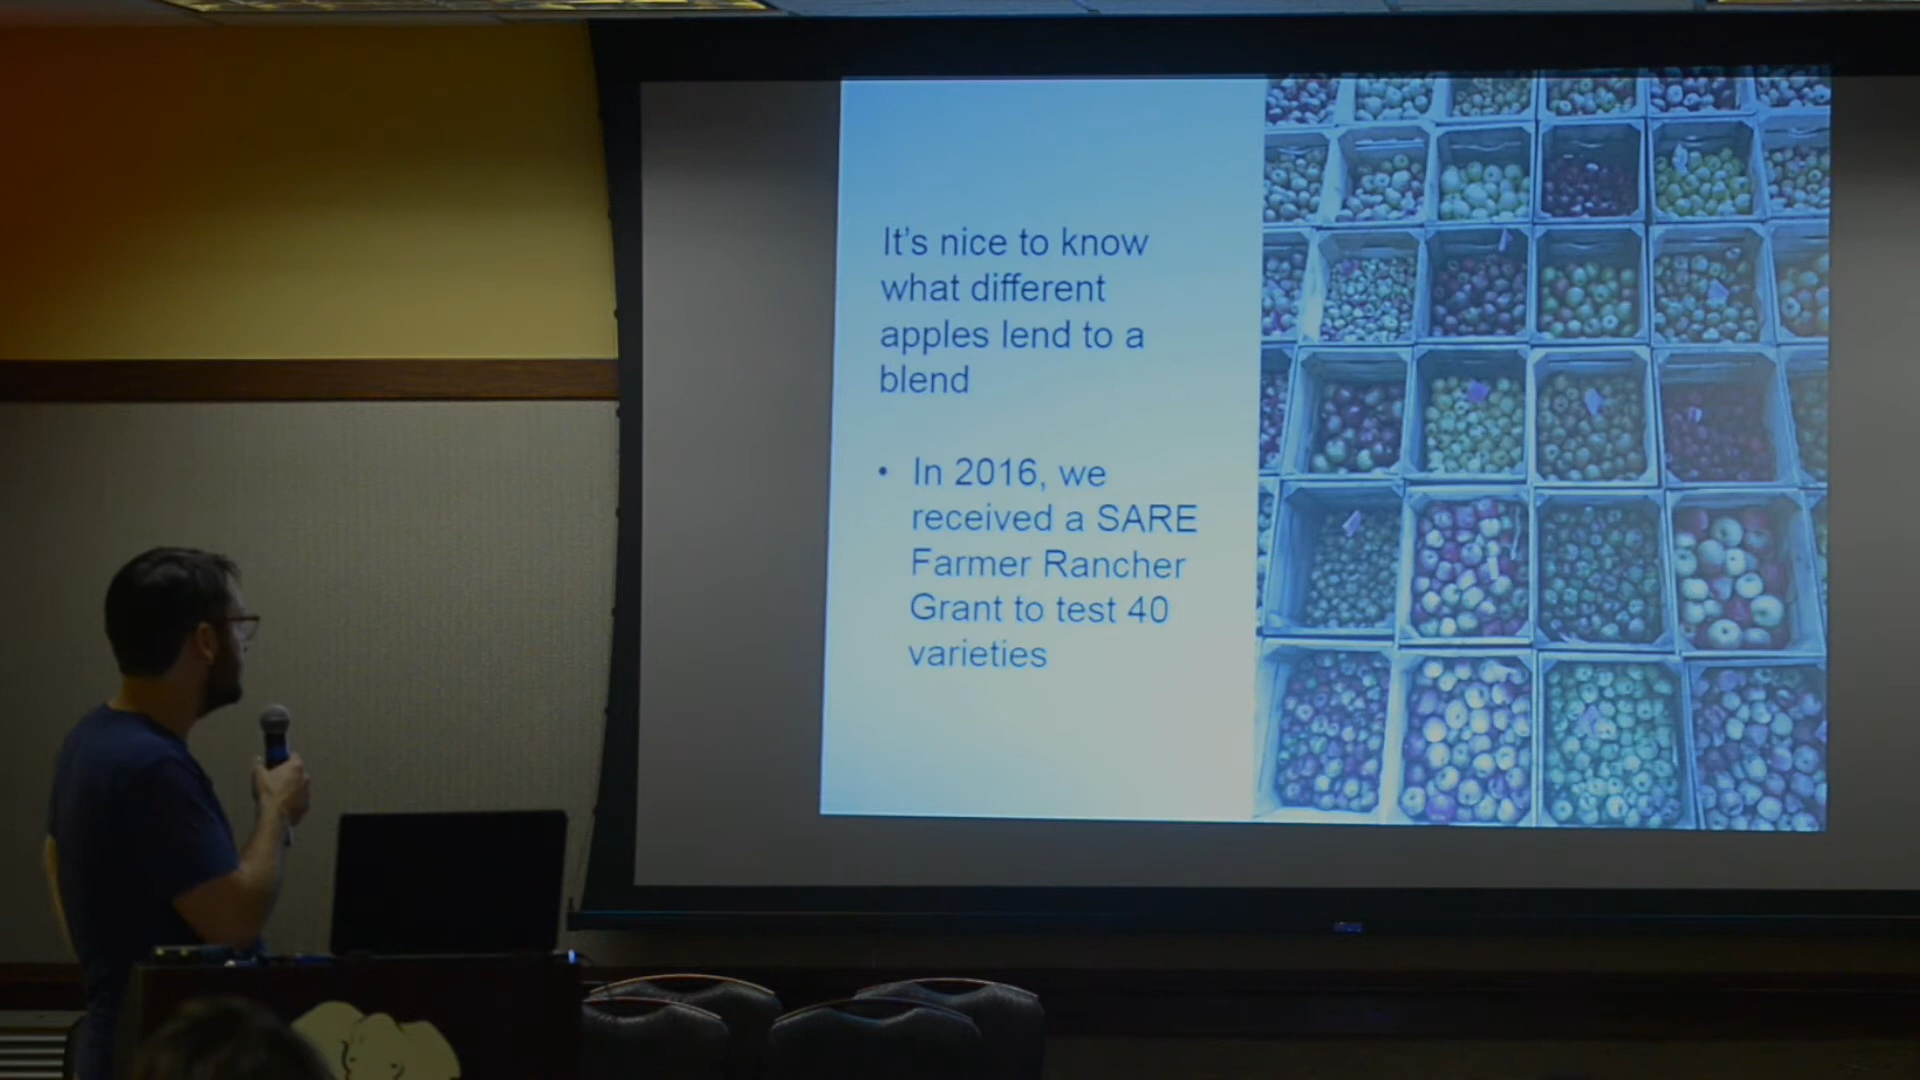 It's nice to know
what different
apples lend to a
blend
• In 2016, we
received a SARE
Farmer Rancher
Grant to test 40
varieties